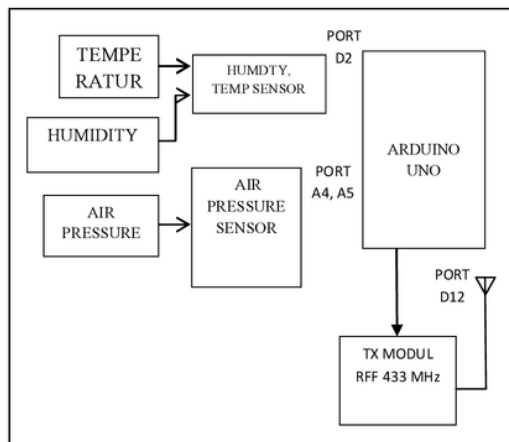 TEMPE
RATUR
HUMDTY,
TEMP SENSOR
PORT
D2
HUMIDITY
ARDUINO
UNO
AIR
PRESSURE
AIR
PRESSURE
SENSOR
PORT
A4, A5
PORT
D12
TX MODUL
RFF 433 MHz